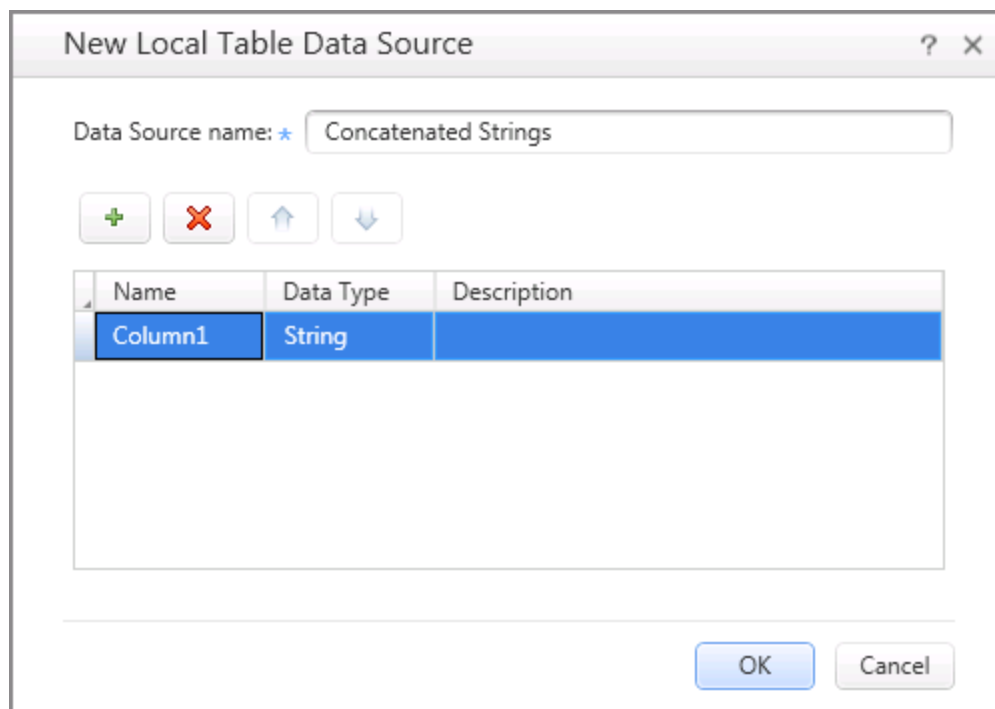 New Local Table Data Source ?
Data Source name: * Concatenated Strings
Name Data Type Description
Column1 String
OK Cancel